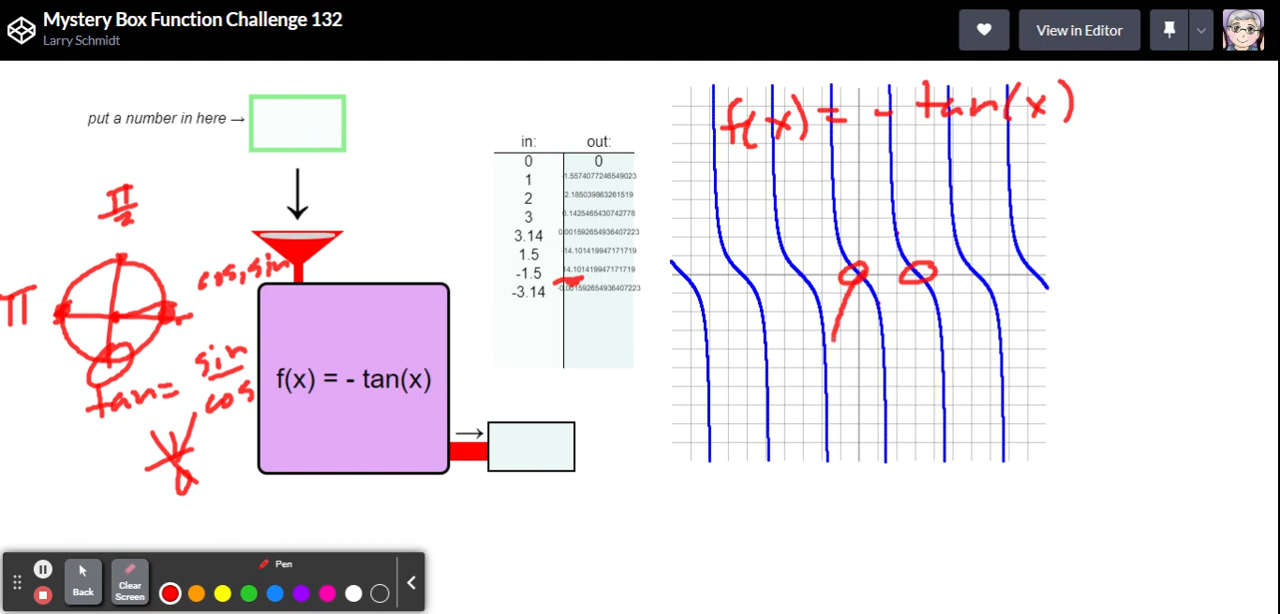 Mystery Box Function Challenge 132
Larry Schmidt
View in Editor
put a number in here →
in: out:
0 0
1 -1.5574077246549023
2 2.185039863261519
3 0.1425465430742778
3.14 0.001592654936407223
1.5 -14.101419947171719
-1.5 14.101419947171719
-3.14 -0.001592654936407223
f(x) = - tan(x)
π/2
π
cos, sin
tan = sin/cos
f(x) = - tan(x)
Pen
Back
Clear
Screen